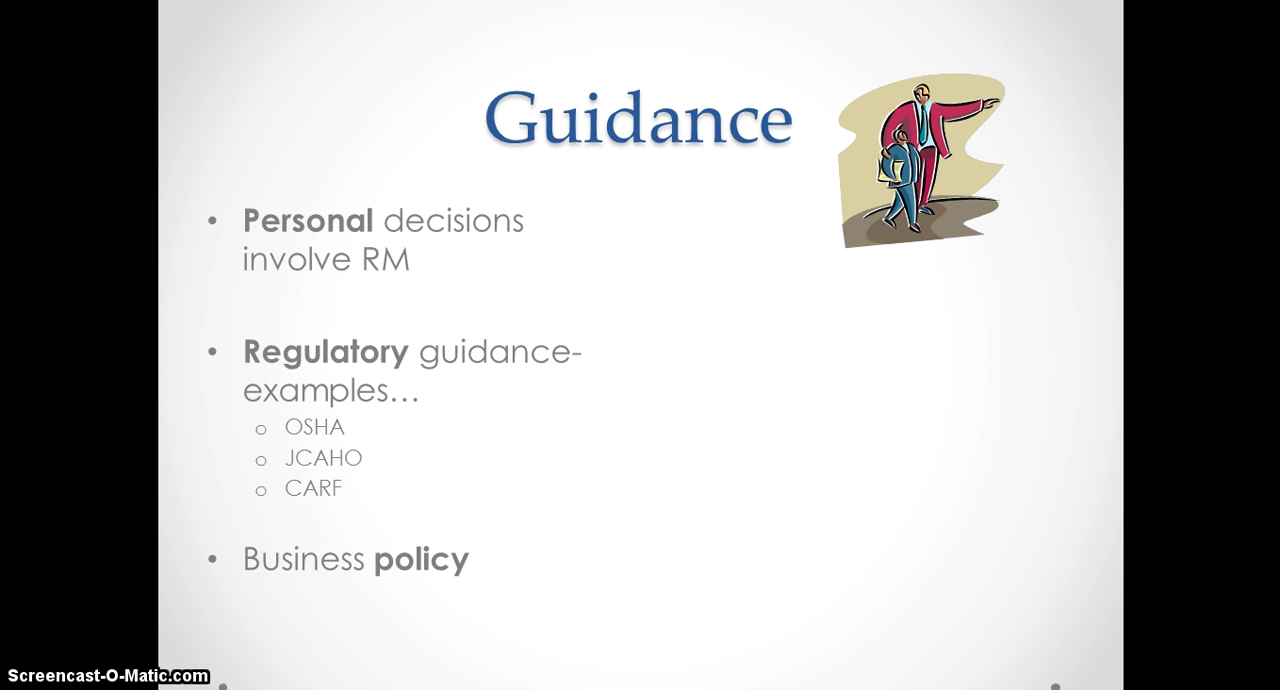 Guidance
• Personal decisions
involve RM
• Regulatory guidance-
examples…
o OSHA
o JCAHO
o CARF
• Business policy
Screencast-O-Matic.com